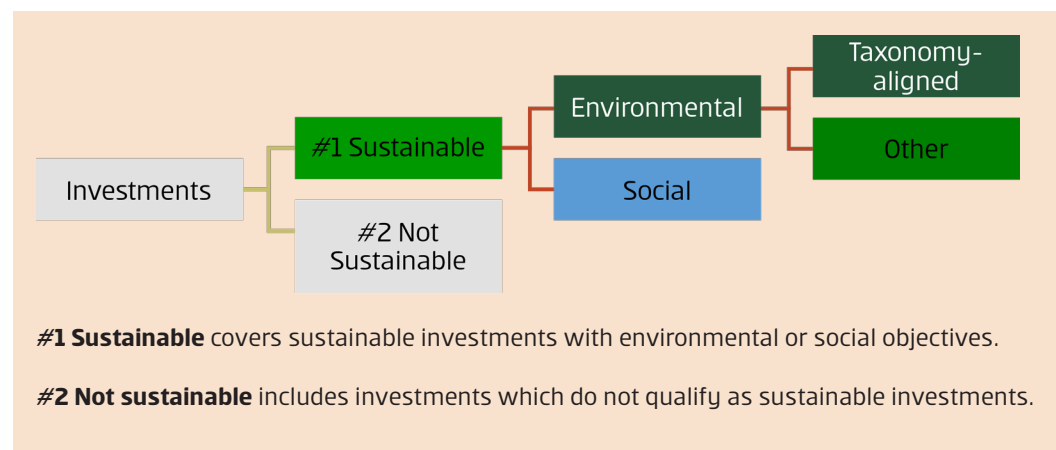 Investments
#1 Sustainable
#2 Not
Sustainable
Environmental
Social
Taxonomy-
aligned
Other
#1 Sustainable covers sustainable investments with environmental or social objectives.
#2 Not sustainable includes investments which do not qualify as sustainable investments.